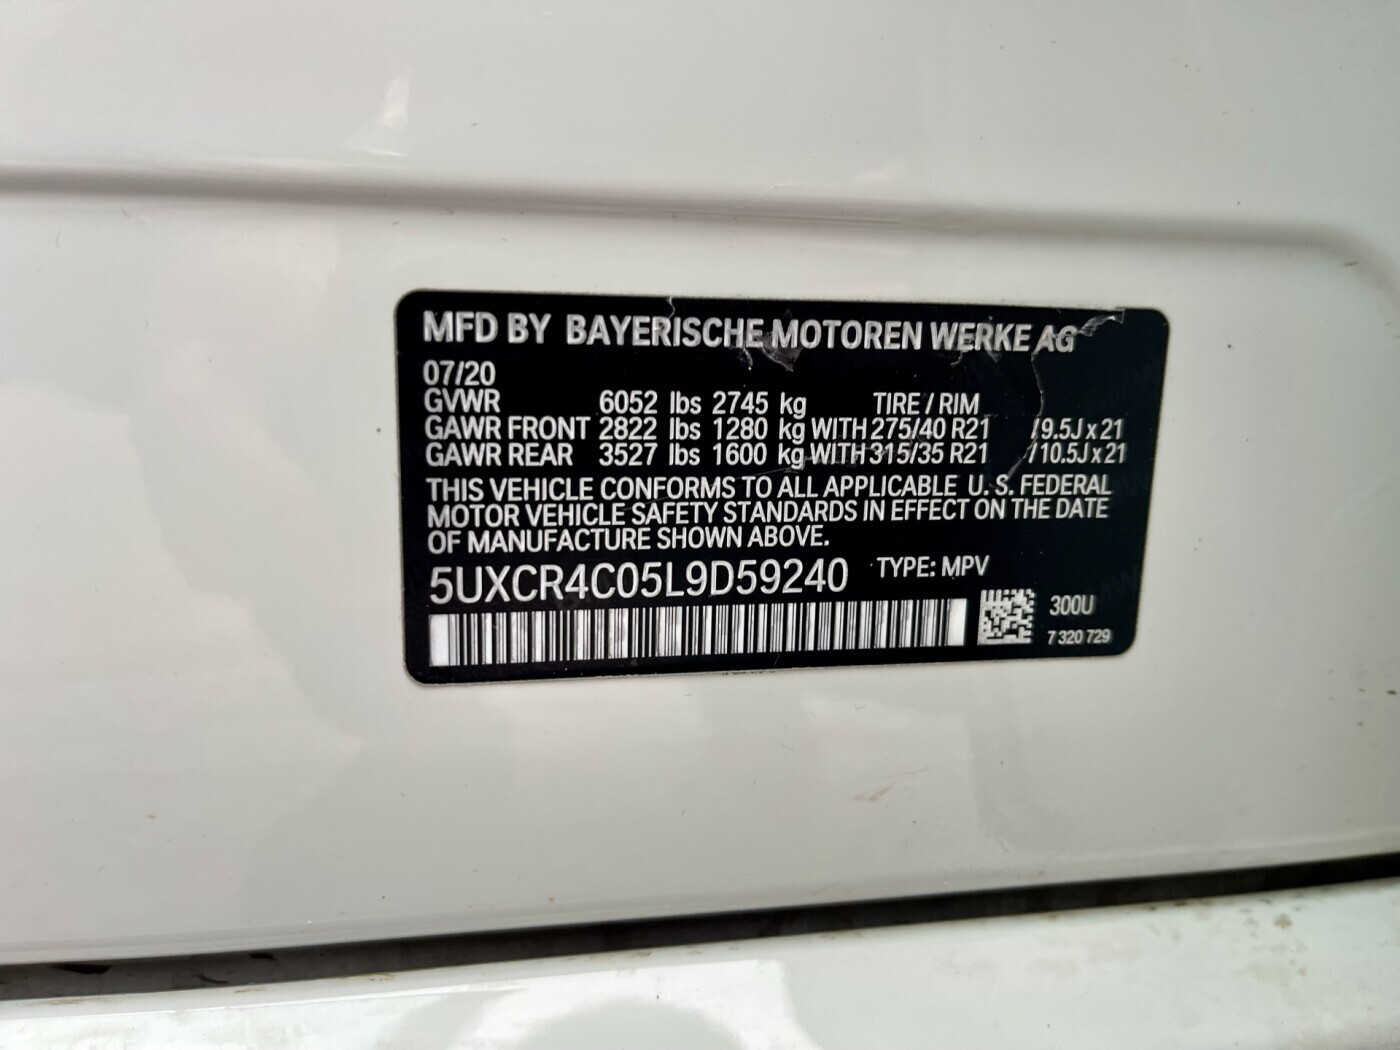 MFD BY BAYERISCHE MOTOREN WERKE AG
07/20
GVWR 6052 lbs 2745 kg TIRE / RIM
GAWR FRONT 2822 lbs 1280 kg WITH 275/40 R21 / 9.5J x 21
GAWR REAR 3527 lbs 1600 kg WITH 315/35 R21 / 10.5J x 21
THIS VEHICLE CONFORMS TO ALL APPLICABLE U. S. FEDERAL
MOTOR VEHICLE SAFETY STANDARDS IN EFFECT ON THE DATE
OF MANUFACTURE SHOWN ABOVE.
5UXCR4C05L9D59240 TYPE: MPV
300U
7 320 729